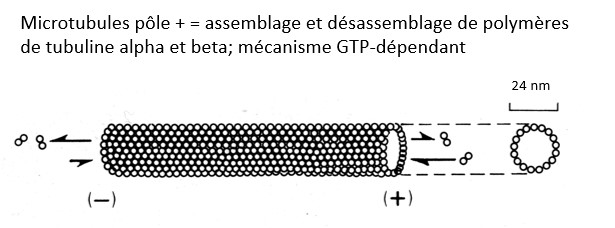 Microtubules pôle + = assemblage et désassemblage de polymères
de tubuline alpha et beta; mécanisme GTP-dépendant
24 nm
(−)
(+)